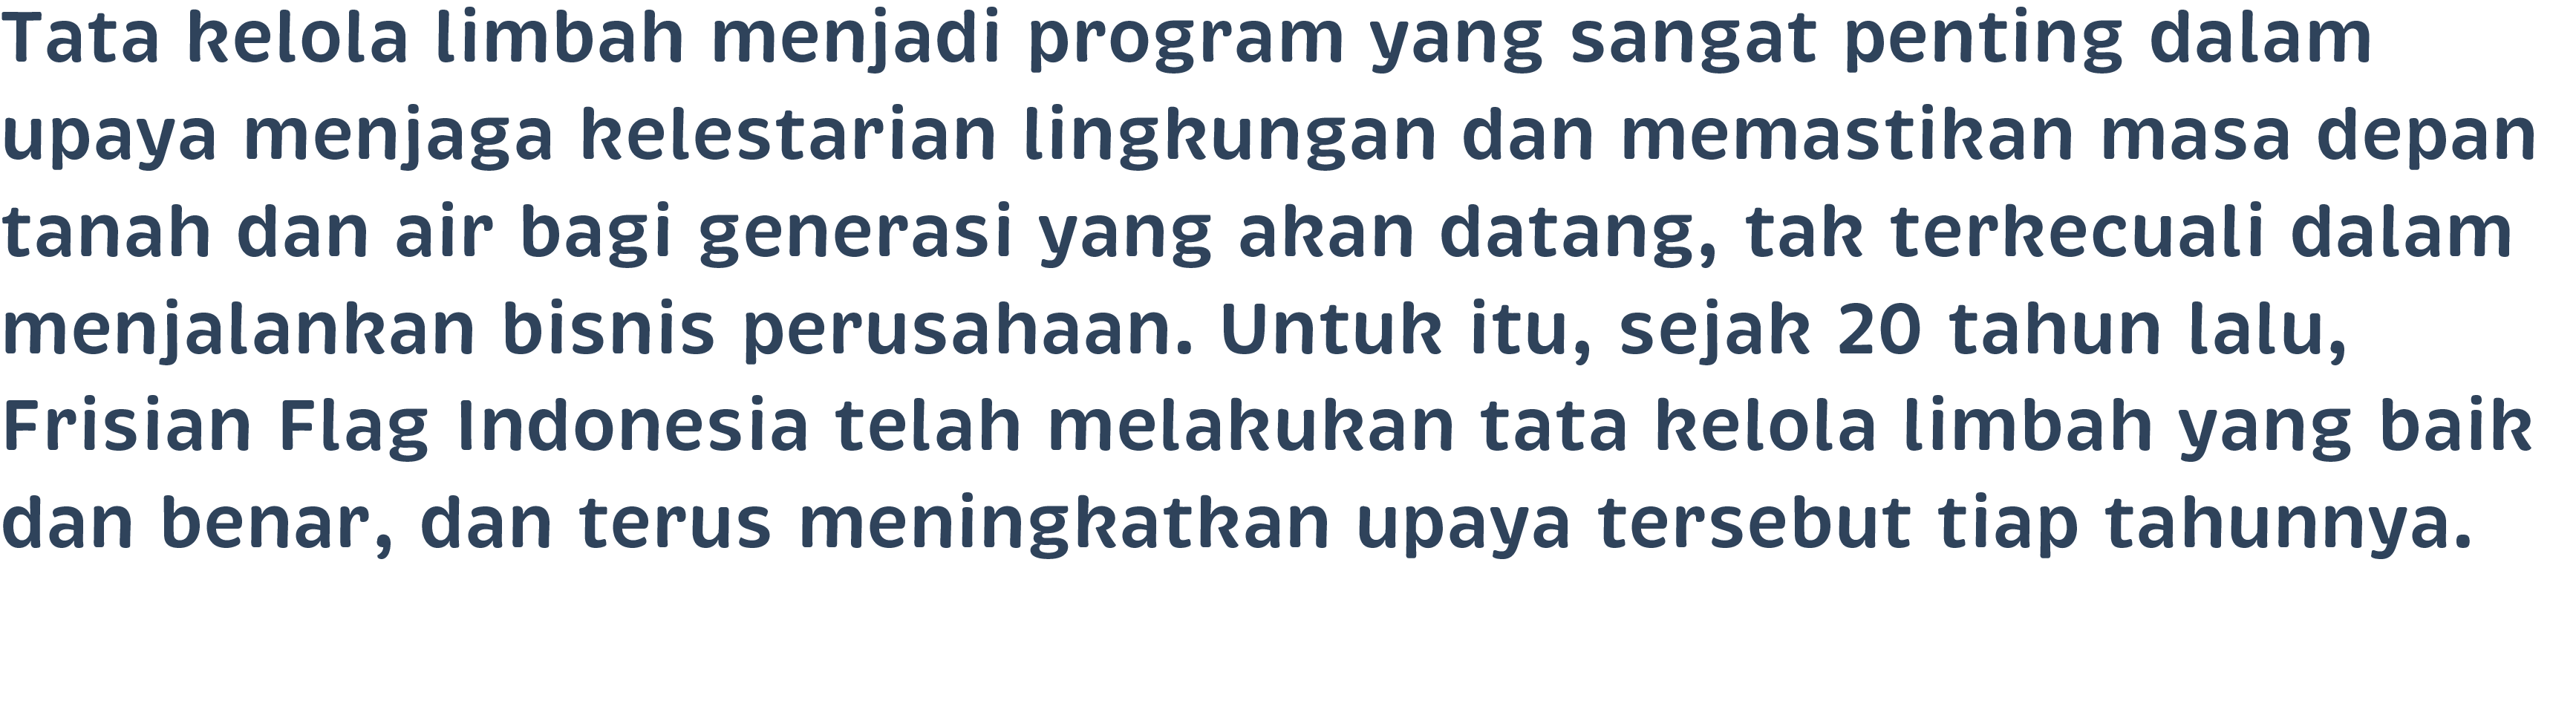 Tata kelola limbah menjadi program yang sangat penting dalam
upaya menjaga kelestarian lingkungan dan memastikan masa depan
tanah dan air bagi generasi yang akan datang, tak terkecuali dalam
menjalankan bisnis perusahaan. Untuk itu, sejak 20 tahun lalu,
Frisian Flag Indonesia telah melakukan tata kelola limbah yang baik
dan benar, dan terus meningkatkan upaya tersebut tiap tahunnya.